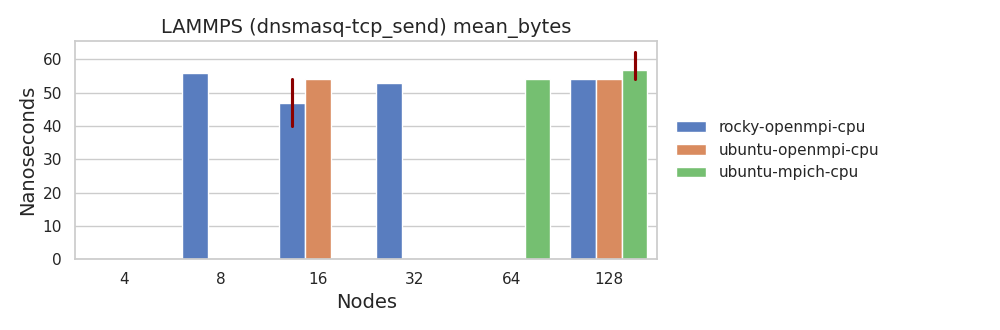 LAMMPS (dnsmasq-tcp_send) mean_bytes
Nanoseconds
60
50
40
30
20
10
0
4 8 16 32 64 128
Nodes
rocky-openmpi-cpu
ubuntu-openmpi-cpu
ubuntu-mpich-cpu